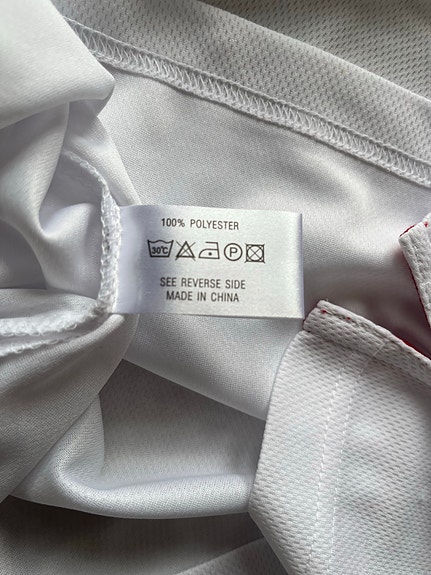 100% POLYESTER
30°C P
SEE REVERSE SIDE
MADE IN CHINA